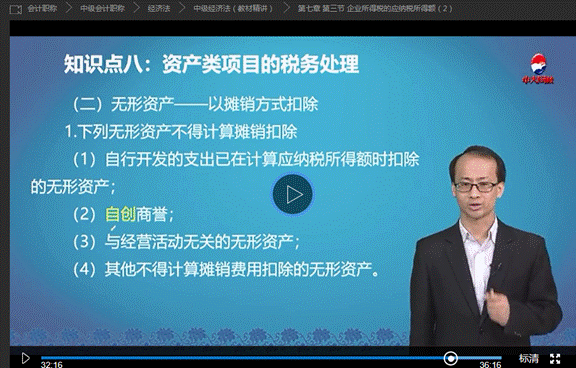 会计职称 > 中级会计职称 > 经济法 > 中级经济法（教材精讲） > 第七章 第三节 企业所得税的应纳税所得额（2）
知识点八：资产类项目的税务处理
（二）无形资产——以摊销方式扣除
1.下列无形资产不得计算摊销扣除
（1）自行开发的支出已在计算应纳税所得额时扣除
的无形资产；
（2）自创商誉；
（3）与经营活动无关的无形资产；
（4）其他不得计算摊销费用扣除的无形资产。
32:16
36:16
标清